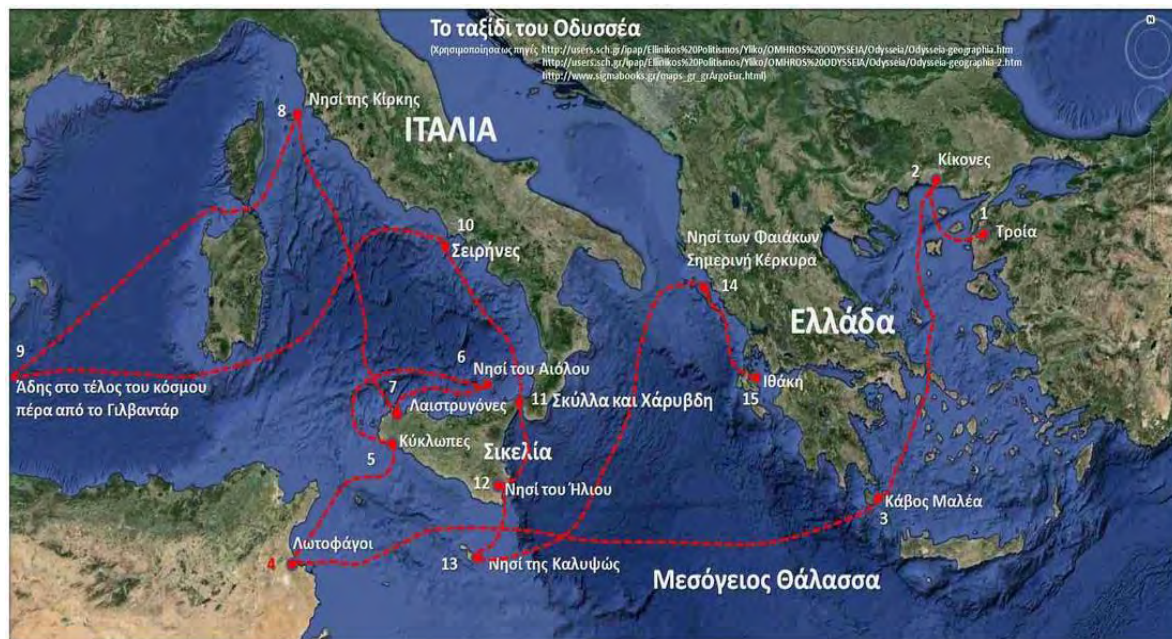 Το ταξίδι του Οδυσσέα
(Χρησιμοποίησα ως πηγές http://users.sch.gr/ipap/Ellinikos%20Politismos/Yliko/OMHROS%20ODYSSEIA/Odysseia/Odysseia-geographia.htm
http://users.sch.gr/ipap/Ellinikos%20Politismos/Yliko/OMHROS%20ODYSSEIA/Odysseia/Odysseia-geographia-2.htm
http://www.sigmabooks.gr/maps_gr_grArgoEur.html)
N
8
Νησί της Κίρκης
ΙΤΑΛΙΑ
2
Κίκονες
1
Τροία
10
Σειρήνες
Νησί των Φαιάκων
Σημερινή Κέρκυρα
14
Ελλάδα
9
Άδης στο τέλος του κόσμου
πέρα από το Γιλβαντάρ
6
Νησί του Αιόλου
7
Λαιστρυγόνες
11
Σκύλλα και Χάρυβδη
Ιθάκη
15
Κύκλωπες
5
Σικελία
12
Νησί του Ήλιου
Κάβος Μαλέα
3
Λωτοφάγοι
4
13
Νησί της Καλυψώς
Μεσόγειος Θάλασσα